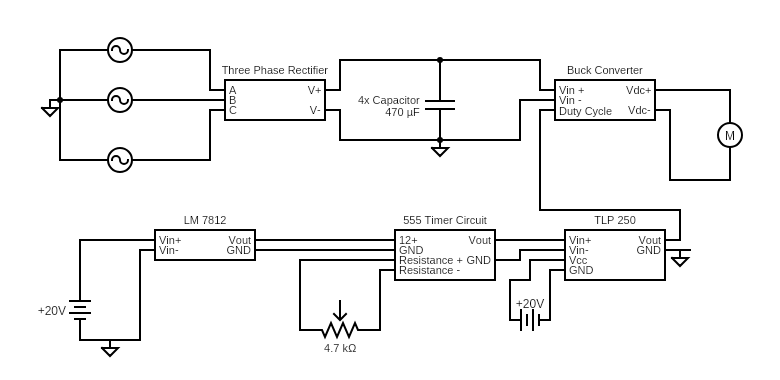 Three Phase Rectifier
A V+
B
C V-
4x Capacitor
470 µF
Buck Converter
Vin + Vdc+
Vin -
Duty Cycle Vdc-
M
LM 7812
Vin+ Vout
Vin- GND
+20V
555 Timer Circuit
12+ Vout
GND
Resistance + GND
Resistance -
4.7 kΩ
TLP 250
Vin+ Vout
Vin- GND
Vcc
GND
+20V